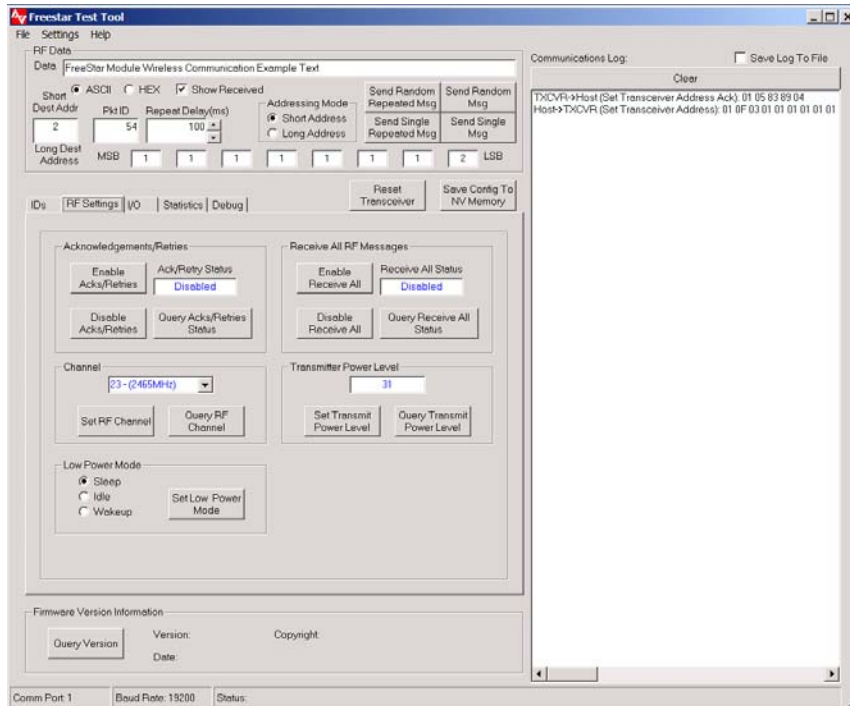 Freestar Test Tool
File Settings Help
RF Data
Data FreeStar Module Wireless Communication Example Text
ASCII HEX Show Received
Short Dest Addr
2
Pkt ID
54
Repeat Delay(ms)
100
Addressing Mode
Short Address
Long Address
Send Random Repeated Msg
Send Random Msg
Send Single Repeated Msg
Send Single Msg
Long Dest Address
MSB 1 1 1 1 1 1 1 2 LSB
Reset Transceiver
Save Config To NV Memory
IDs RF Settings I/O Statistics Debug
Acknowledgements/Retries
Enable Acks/Retries
Ack/Retry Status
Disabled
Disable Acks/Retries
Query Acks/Retries Status
Receive All RF Messages
Enable Receive All
Receive All Status
Disabled
Disable Receive All
Query Receive All Status
Channel
23 - (2465MHz)
Set RF Channel
Query RF Channel
Transmitter Power Level
31
Set Transmit Power Level
Query Transmit Power Level
Low Power Mode
Sleep
Idle
Wakeup
Set Low Power Mode
Firmware Version Information
Query Version
Version:
Copyright
Date:
Communications Log:
Save Log To File
Clear
TXCVR->Host (Set Transceiver Address Ack): 01 05 83 89 04
Host->TXCVR (Set Transceiver Address): 01 0F 03 01 01 01 01 01 01
Comm Port 1
Baud Rate: 19200
Status: